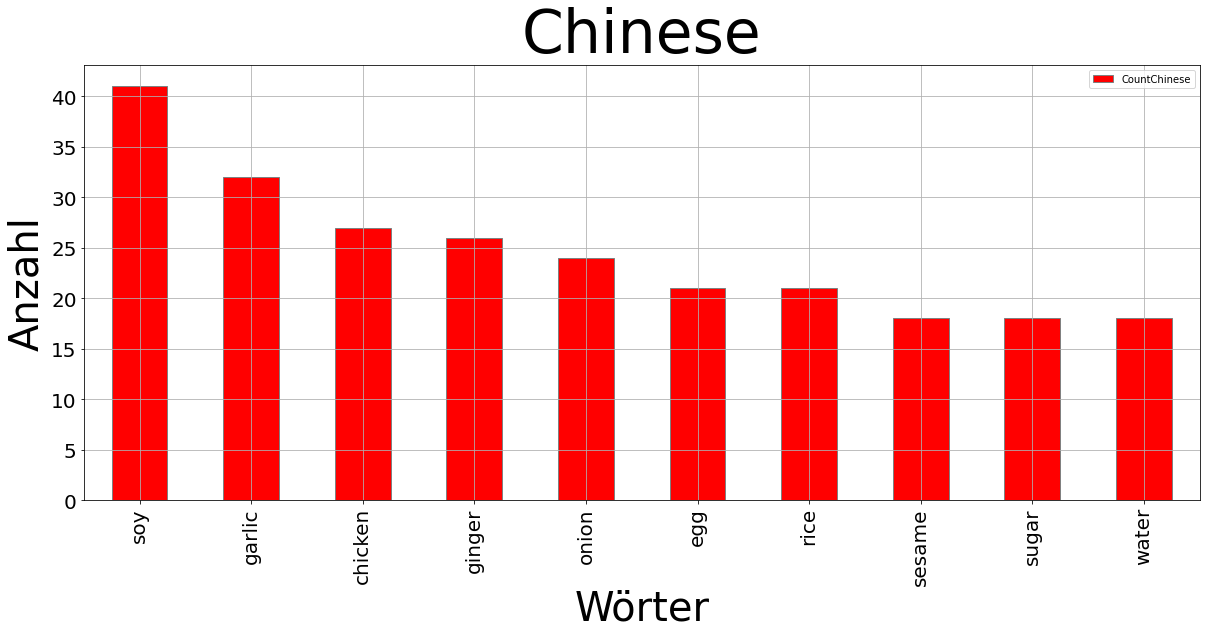 Chinese
CountChinese
Anzahl
40
35
30
25
20
15
10
5
0
soy
garlic
chicken
ginger
onion
egg
rice
sesame
sugar
water
Wörter